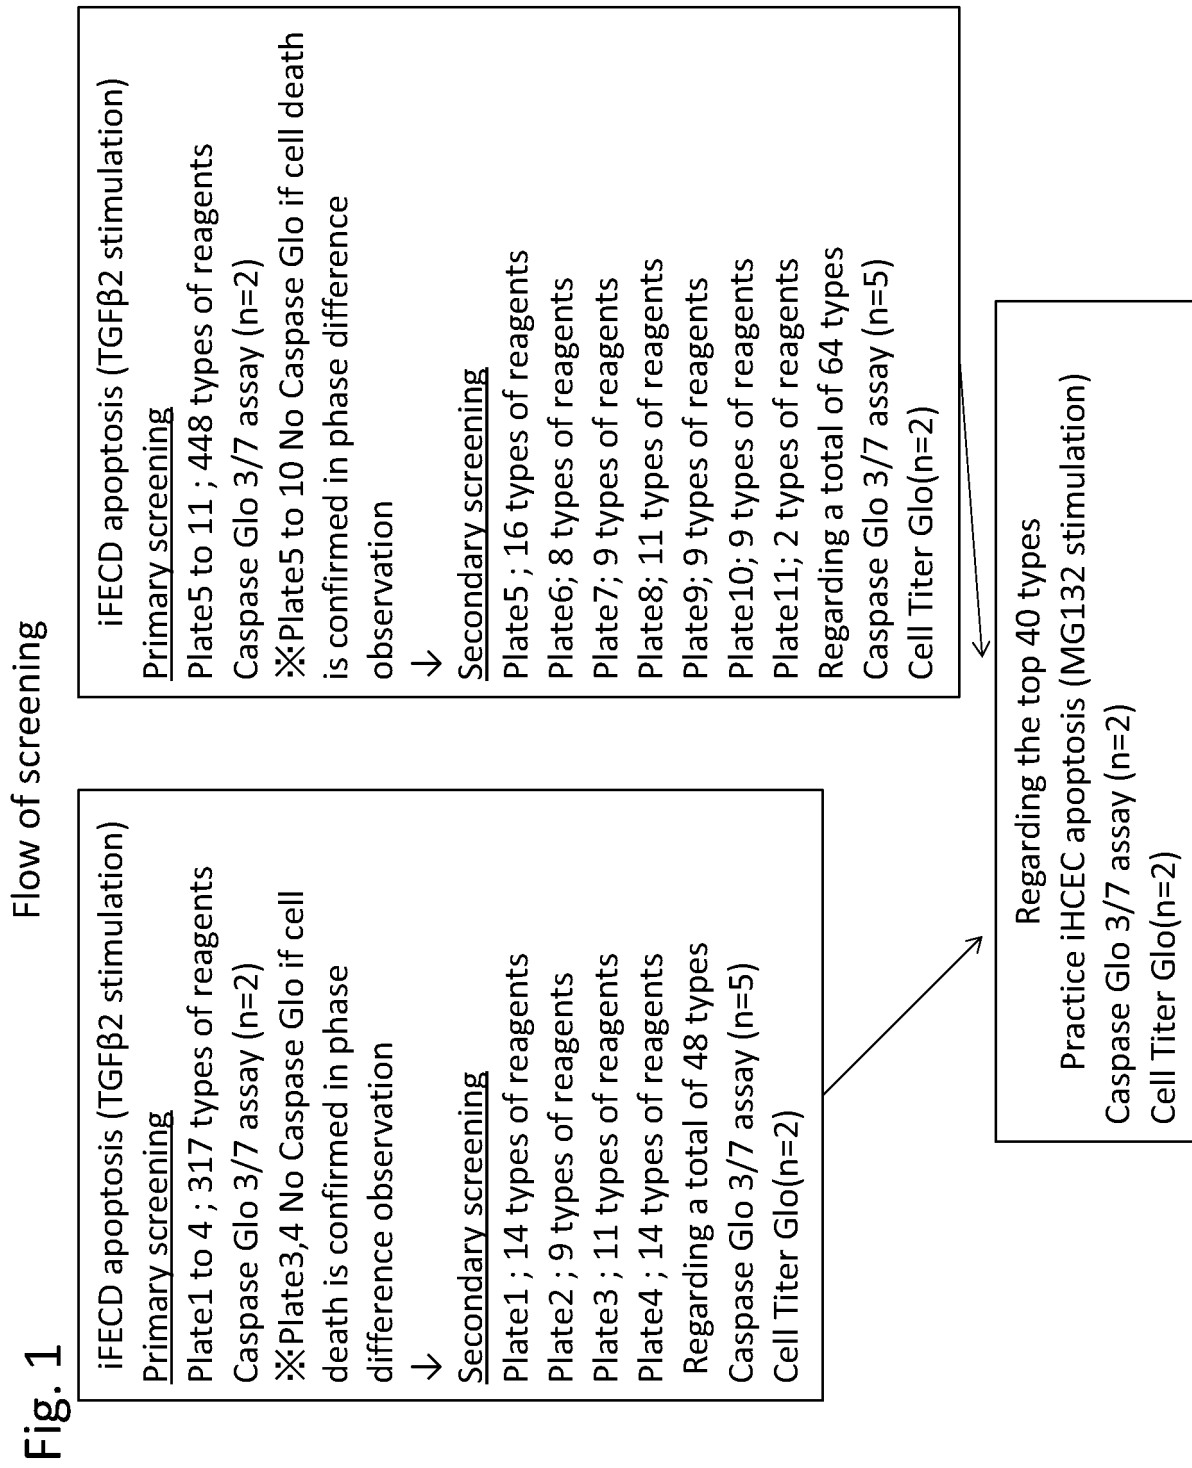 Fig. 1
Flow of screening
iFECD apoptosis (TGFβ2 stimulation)
Primary screening
Plate1 to 4 ; 317 types of reagents
Caspase Glo 3/7 assay (n=2)
※Plate3,4 No Caspase Glo if cell
death is confirmed in phase
difference observation
↓
Secondary screening
Plate1 ; 14 types of reagents
Plate2 ; 9 types of reagents
Plate3 ; 11 types of reagents
Plate4 ; 14 types of reagents
Regarding a total of 48 types
Caspase Glo 3/7 assay (n=5)
Cell Titer Glo(n=2)
iFECD apoptosis (TGFβ2 stimulation)
Primary screening
Plate5 to 11 ; 448 types of reagents
Caspase Glo 3/7 assay (n=2)
※Plate5 to 10 No Caspase Glo if cell death
is confirmed in phase difference
observation
↓
Secondary screening
Plate5 ; 16 types of reagents
Plate6; 8 types of reagents
Plate7; 9 types of reagents
Plate8; 11 types of reagents
Plate9; 9 types of reagents
Plate10; 9 types of reagents
Plate11; 2 types of reagents
Regarding a total of 64 types
Caspase Glo 3/7 assay (n=5)
Cell Titer Glo(n=2)
Regarding the top 40 types
Practice iHCEC apoptosis (MG132 stimulation)
Caspase Glo 3/7 assay (n=2)
Cell Titer Glo(n=2)